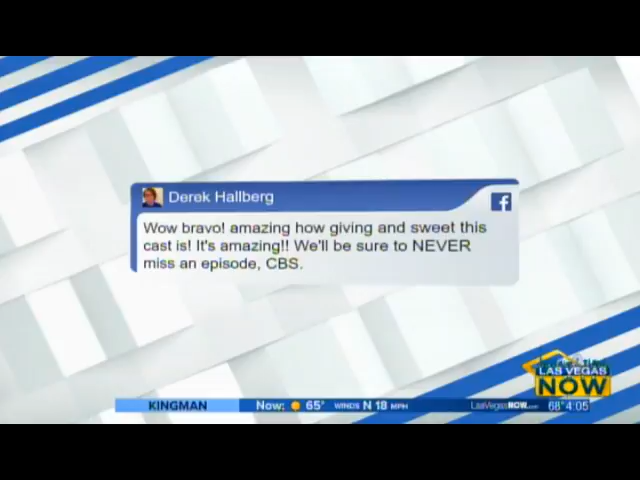 Derek Hallberg
Wow bravo! amazing how giving and sweet this
cast is! It's amazing!! We'll be sure to NEVER
miss an episode, CBS.
LAS VEGAS
NOW
KINGMAN Now: 65° WINDS N 18 MPH LasVegasNOW.com 68° 4:05